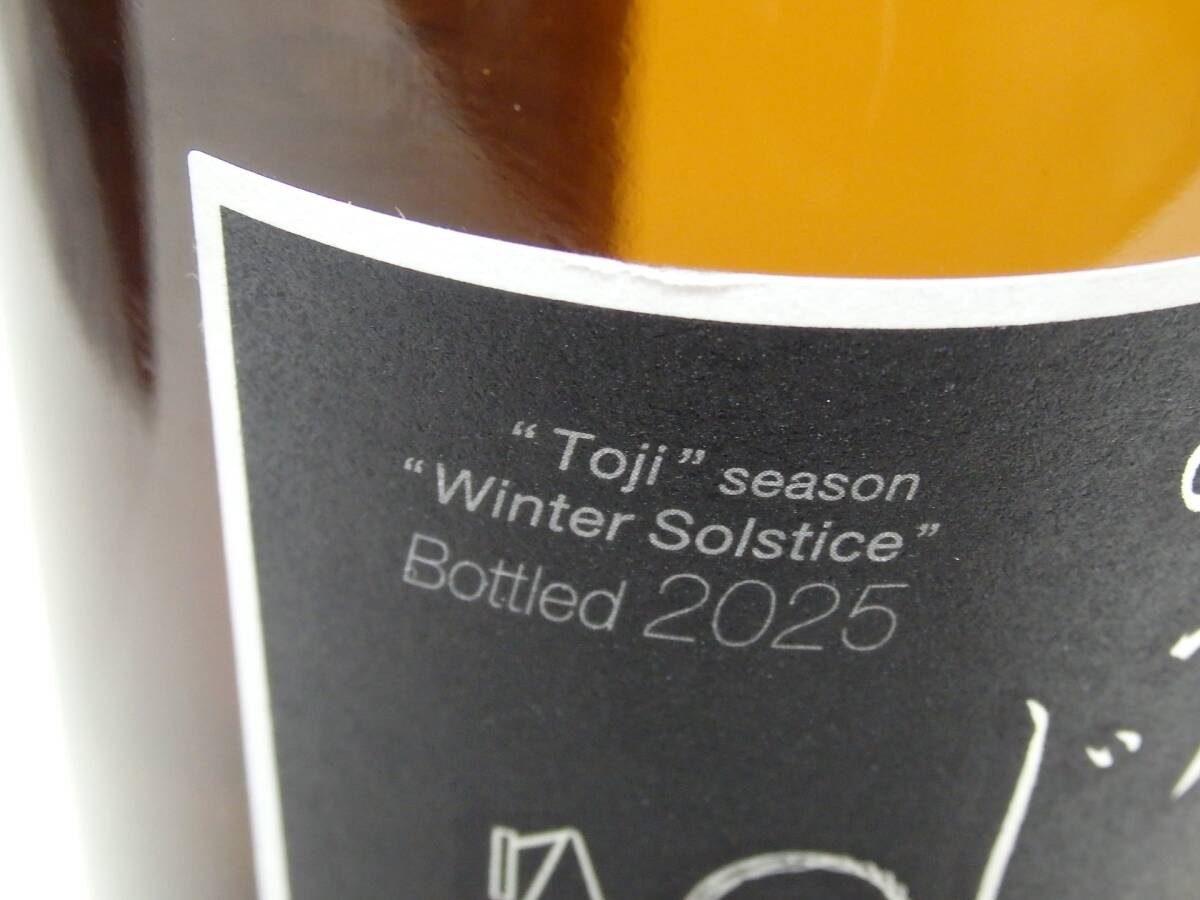 “Toji” season
“Winter Solstice”
Bottled 2025